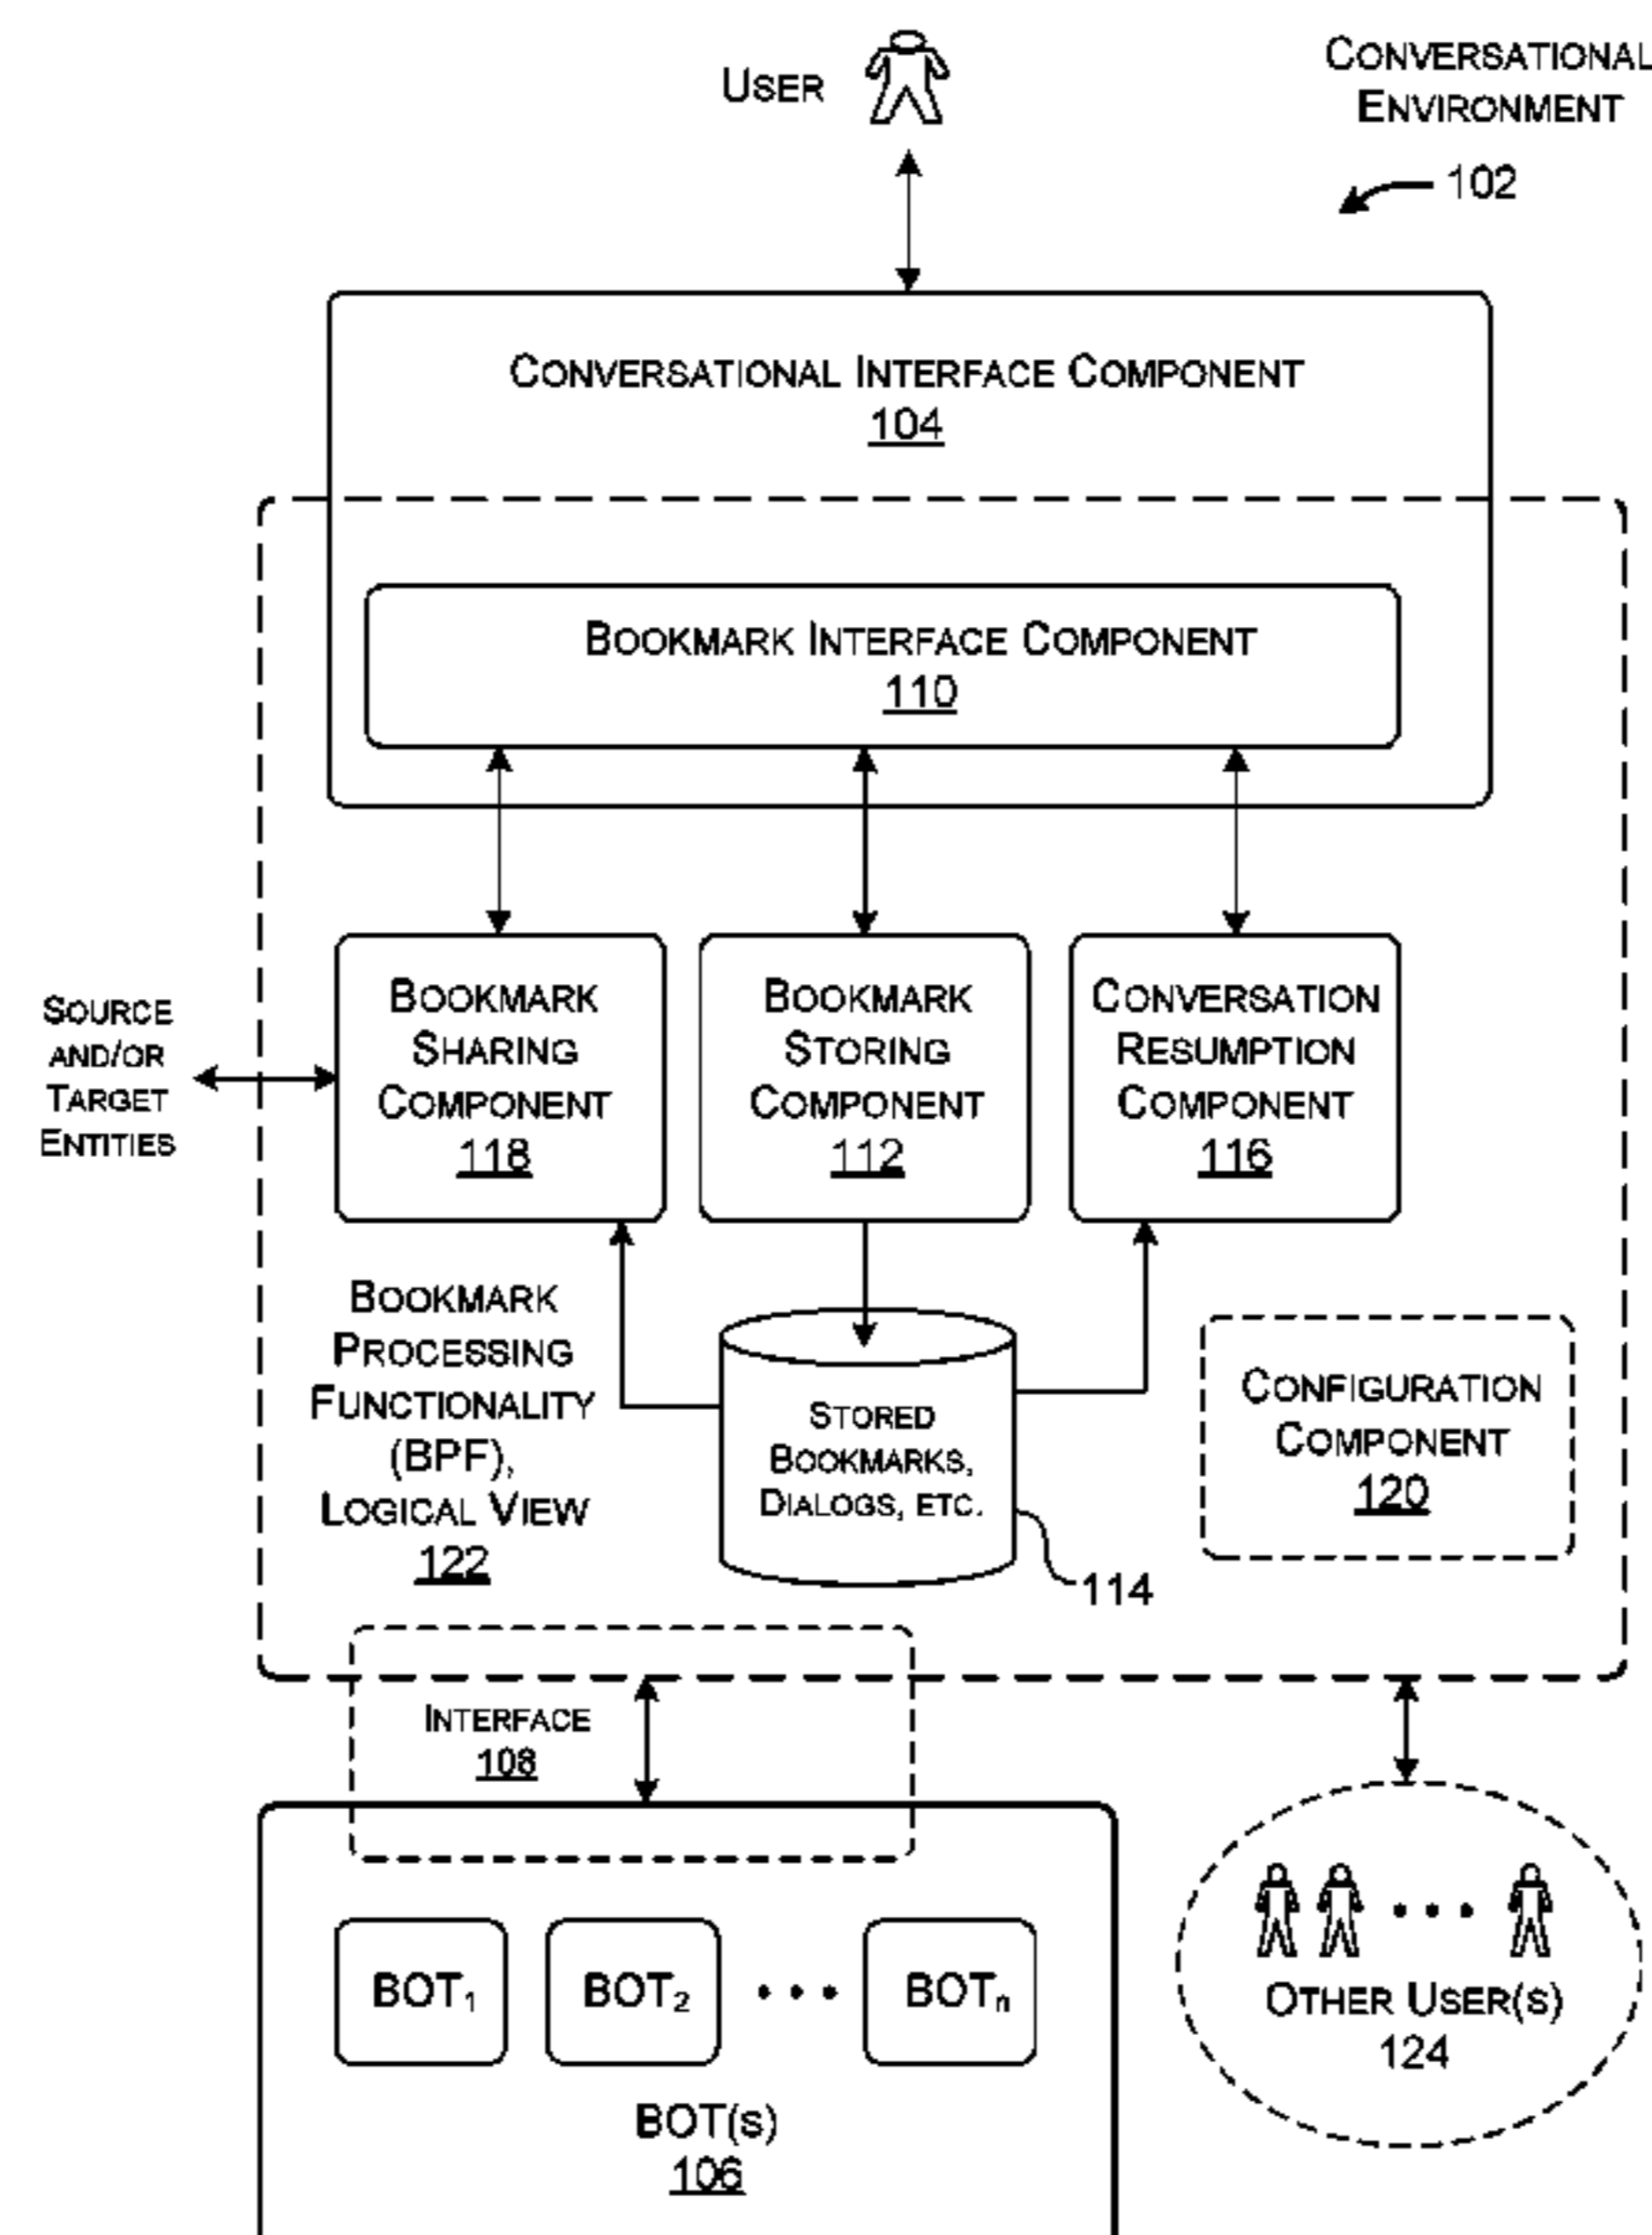 USER
CONVERSATIONAL
ENVIRONMENT
102
CONVERSATIONAL INTERFACE COMPONENT
104
BOOKMARK INTERFACE COMPONENT
110
SOURCE
AND/OR
TARGET
ENTITIES
BOOKMARK
SHARING
COMPONENT
118
BOOKMARK
STORING
COMPONENT
112
CONVERSATION
RESUMPTION
COMPONENT
116
BOOKMARK
PROCESSING
FUNCTIONALITY
(BPF),
LOGICAL VIEW
122
STORED
BOOKMARKS,
DIALOGS, ETC.
114
CONFIGURATION
COMPONENT
120
INTERFACE
108
BOT1
BOT2
• • •
BOTn
BOT(s)
106
• • •
OTHER USER(S)
124